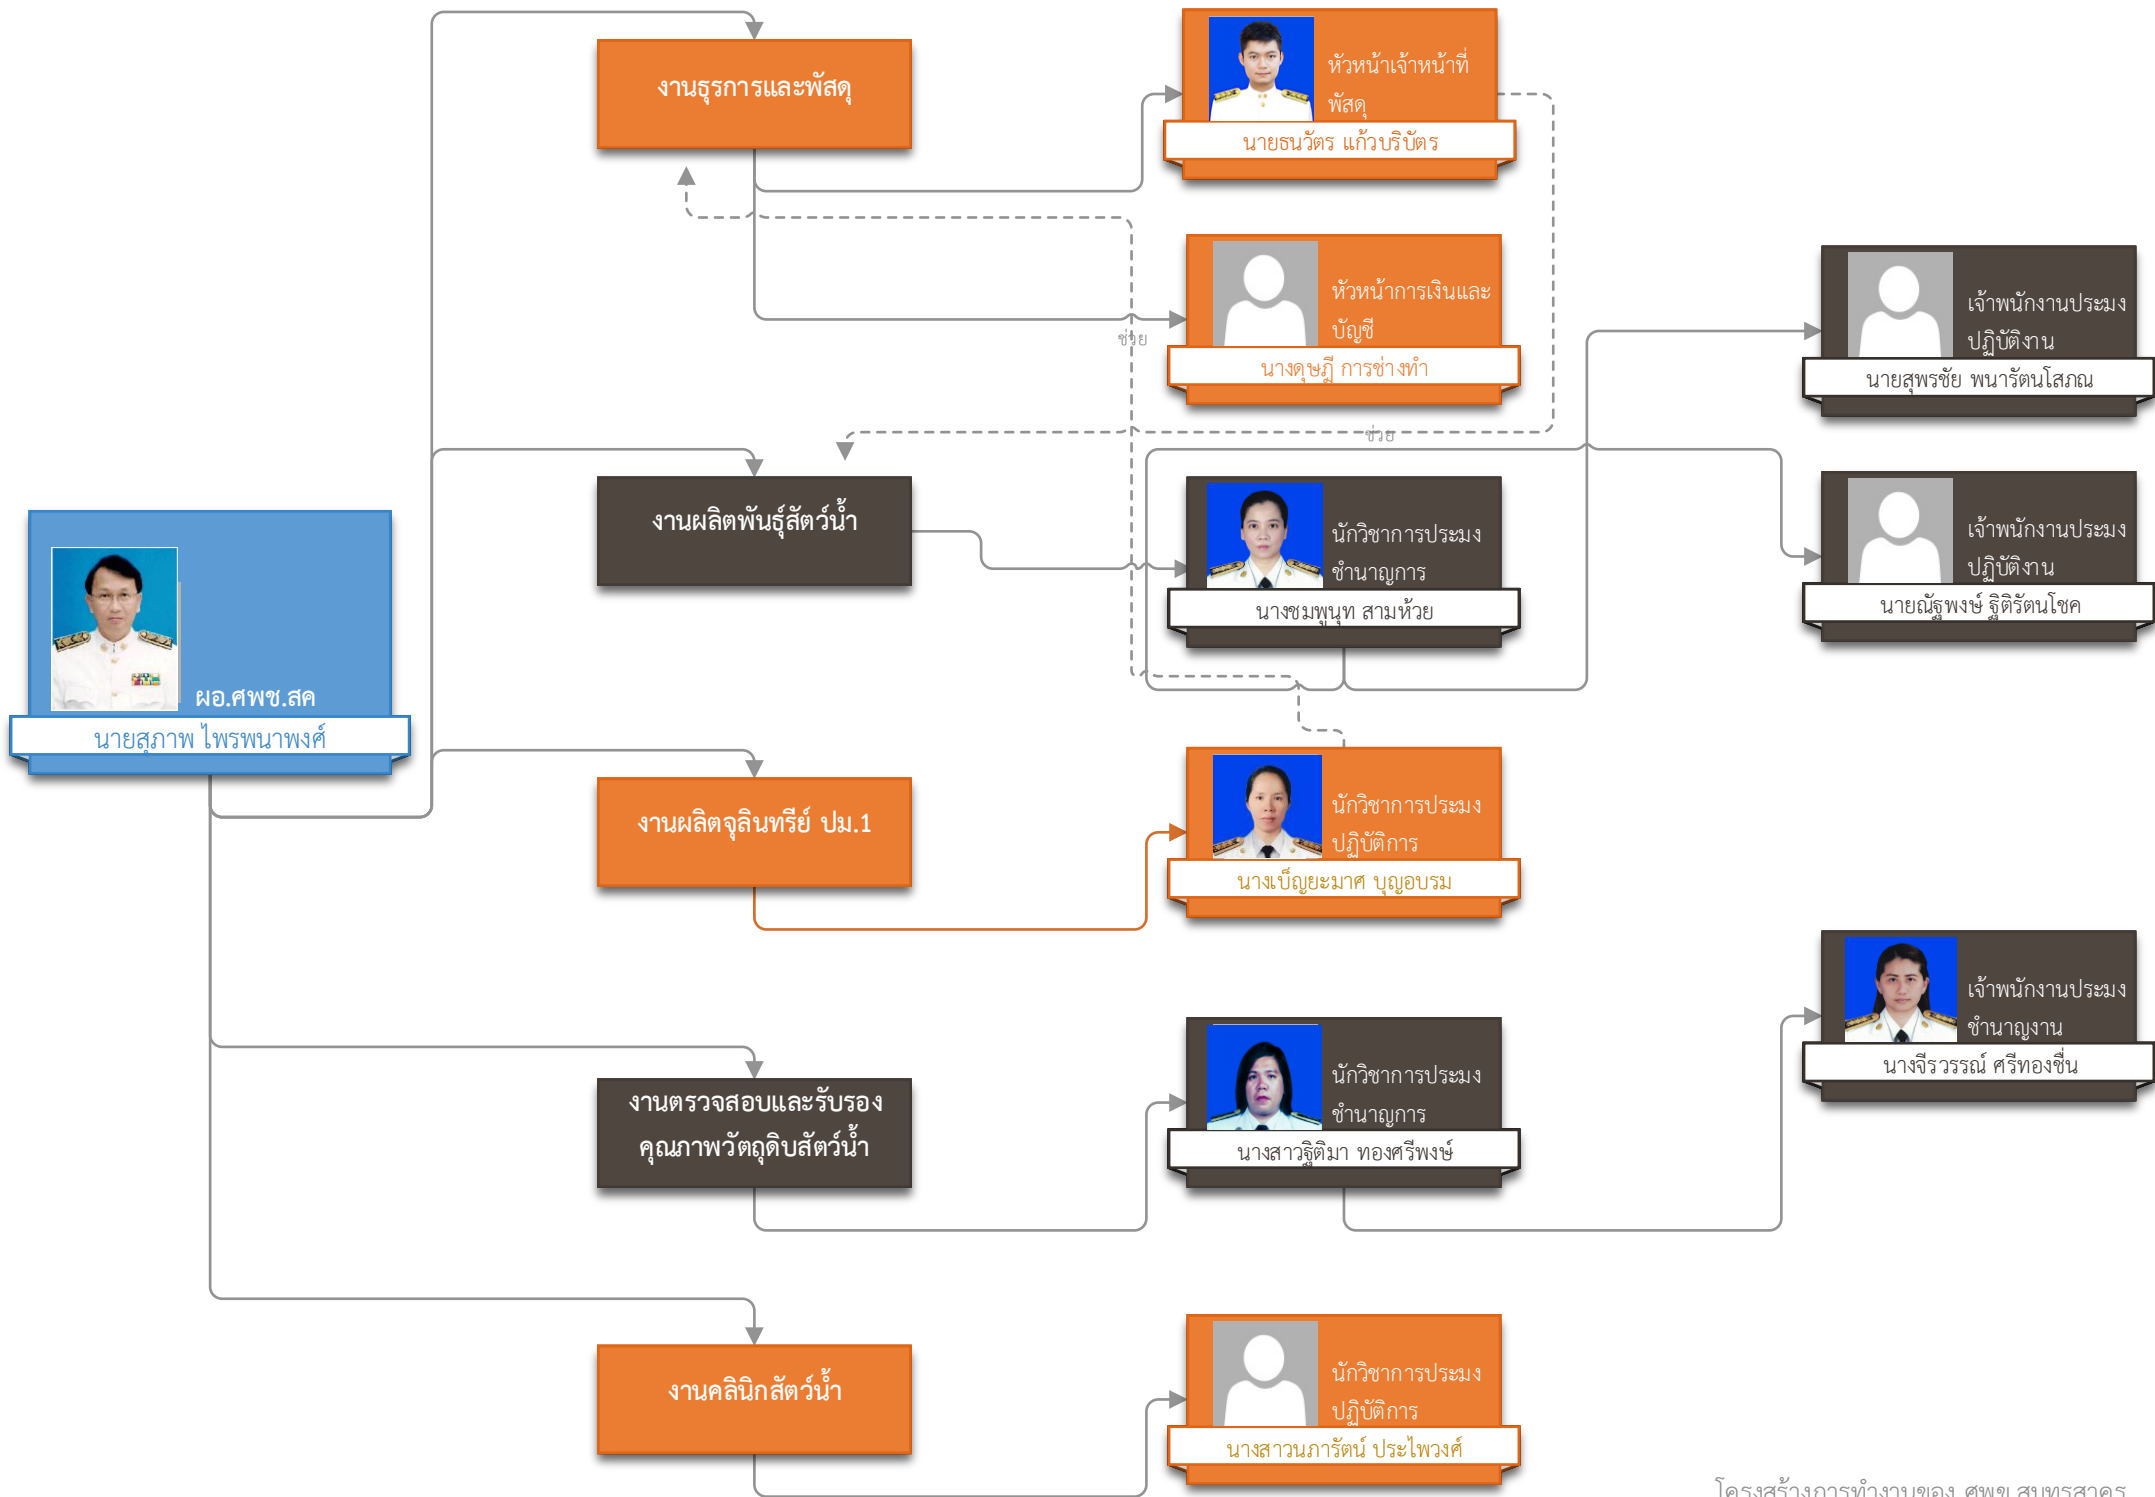 งานธุรการและพัสดุ
หัวหน้าเจ้าหน้าที่
พัสดุ
นายธนวัตร แก้วบริบัตร
หัวหน้าการเงินและ
บัญชี
นางดุษฎี การช่างทำ
ช่วย
ช่วย
เจ้าพนักงานประมง
ปฏิบัติงาน
นายสุพรชัย พนารัตนโสภณ
งานผลิตพันธุ์สัตว์น้ำ
นักวิชาการประมง
ชำนาญการ
นางชมพูนุท สามห้วย
เจ้าพนักงานประมง
ปฏิบัติงาน
นายณัฐพงษ์ ฐิติรัตนโชค
ผอ.ศพช.สค
นายสุภาพ ไพรพนาพงศ์
งานผลิตจุลินทรีย์ ปม.1
นักวิชาการประมง
ปฏิบัติการ
นางเบ็ญยะมาศ บุญอบรม
งานตรวจสอบและรับรอง
คุณภาพวัตถุดิบสัตว์น้ำ
นักวิชาการประมง
ชำนาญการ
นางสาวฐิติมา ทองศรีพงษ์
เจ้าพนักงานประมง
ชำนาญงาน
นางจีรวรรณ์ ศรีทองชื่น
งานคลินิกสัตว์น้ำ
นักวิชาการประมง
ปฏิบัติการ
นางสาวนภารัตน์ ประไพวงศ์
โครงสร้างการทำงานของ